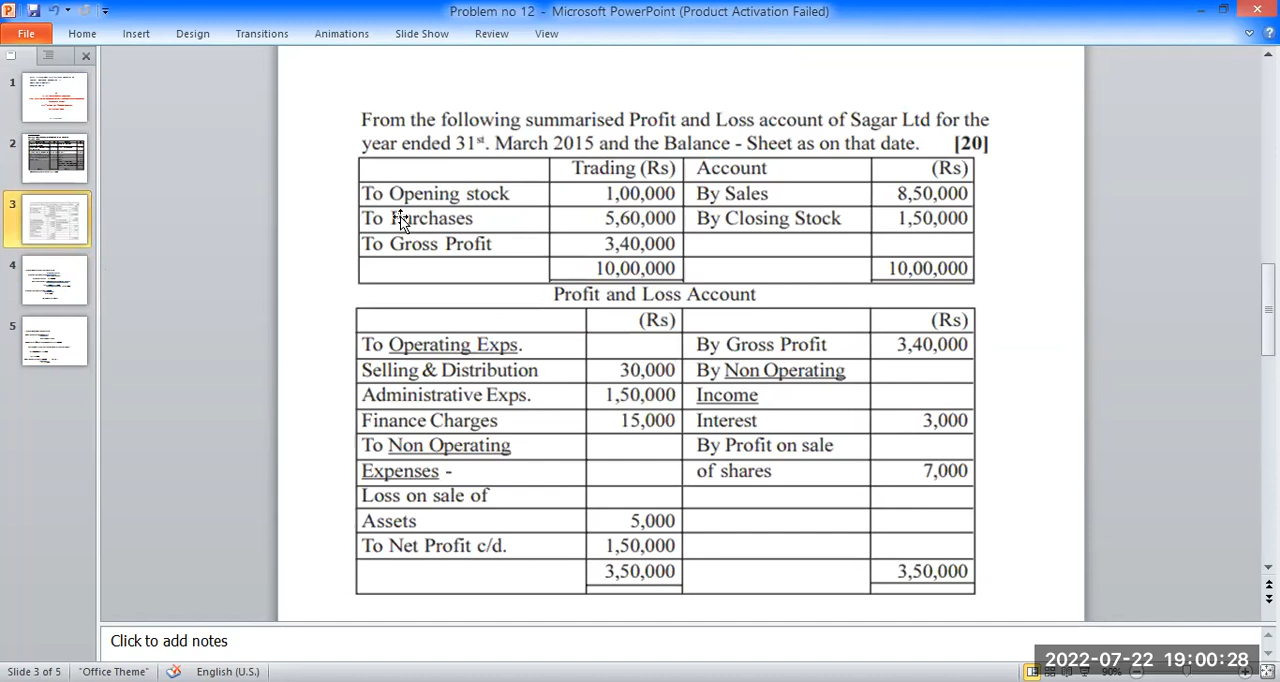 Problem no 12 - Microsoft PowerPoint (Product Activation Failed)
File Home Insert Design Transitions Animations Slide Show Review View
1
2
3
4
5
From the following summarised Profit and Loss account of Sagar Ltd for the
year ended 31st. March 2015 and the Balance - Sheet as on that date. [20]
Trading (Rs) Account (Rs)
To Opening stock 1,00,000 By Sales 8,50,000
To Purchases 5,60,000 By Closing Stock 1,50,000
To Gross Profit 3,40,000
10,00,000 10,00,000
Profit and Loss Account
(Rs) (Rs)
To Operating Exps. By Gross Profit 3,40,000
Selling & Distribution 30,000 By Non Operating
Administrative Exps. 1,50,000 Income
Finance Charges 15,000 Interest 3,000
To Non Operating By Profit on sale
Expenses - of shares 7,000
Loss on sale of
Assets 5,000
To Net Profit c/d. 1,50,000
3,50,000 3,50,000
Click to add notes
2022-07-22 19:00:28
Slide 3 of 5 "Office Theme" English (U.S.) 90%